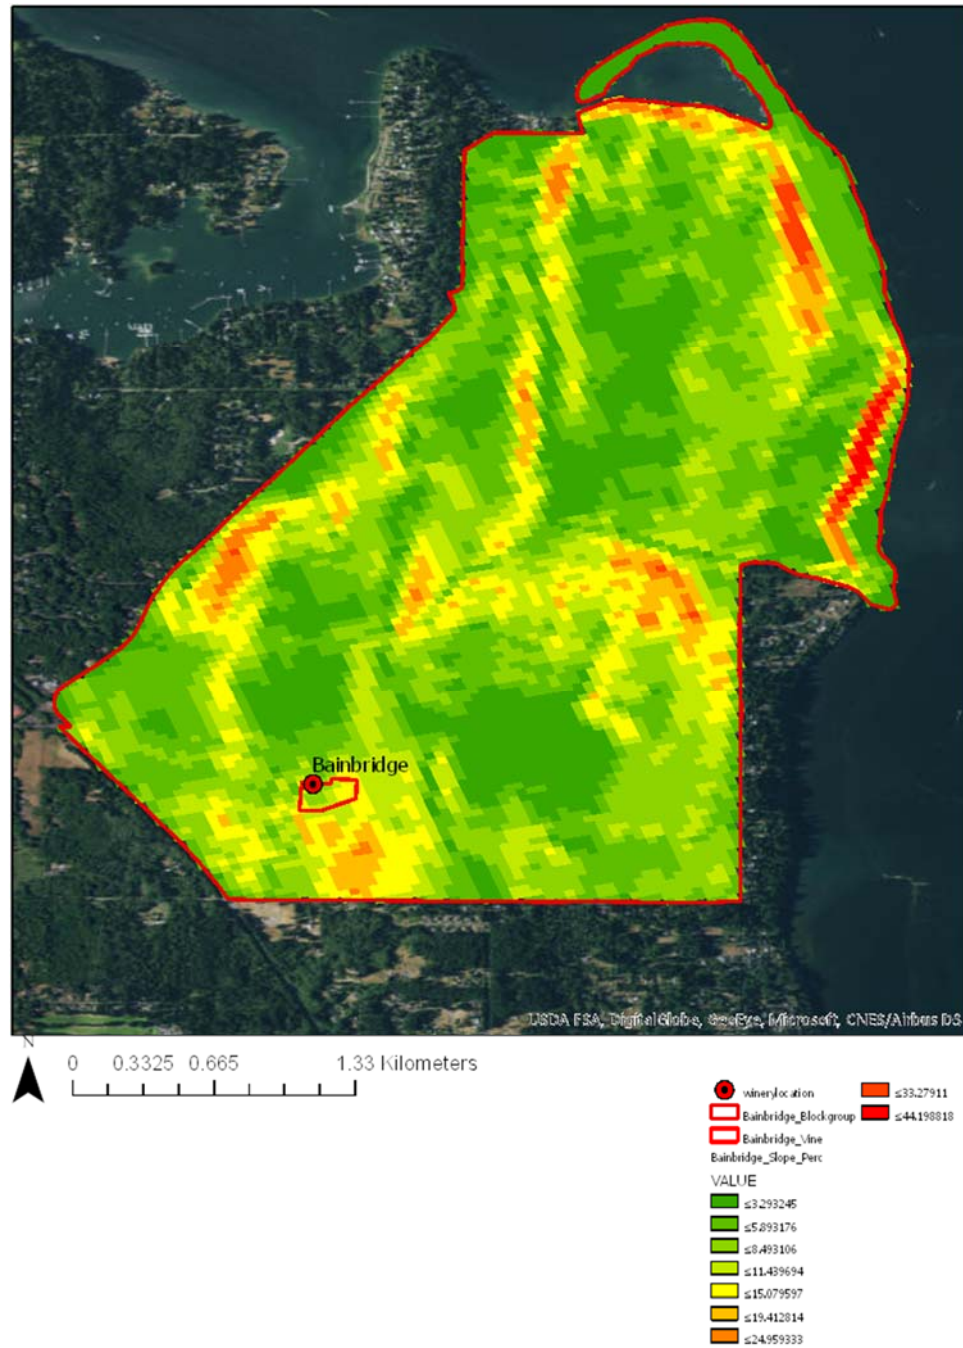 Bainbridge
USDA FSA, DigitalGlobe, GeoEye, Microsoft, CNES/Airbus DS
N
0 0.3325 0.665 1.33 Kilometers
winerylocation
Bainbridge_Blockgroup
Bainbridge_Vine
Bainbridge_Slope_Perc
VALUE
≤3.293245
≤5.893176
≤8.493106
≤11.439694
≤15.079597
≤19.412814
≤24.959333
≤33.27911
≤44.198818